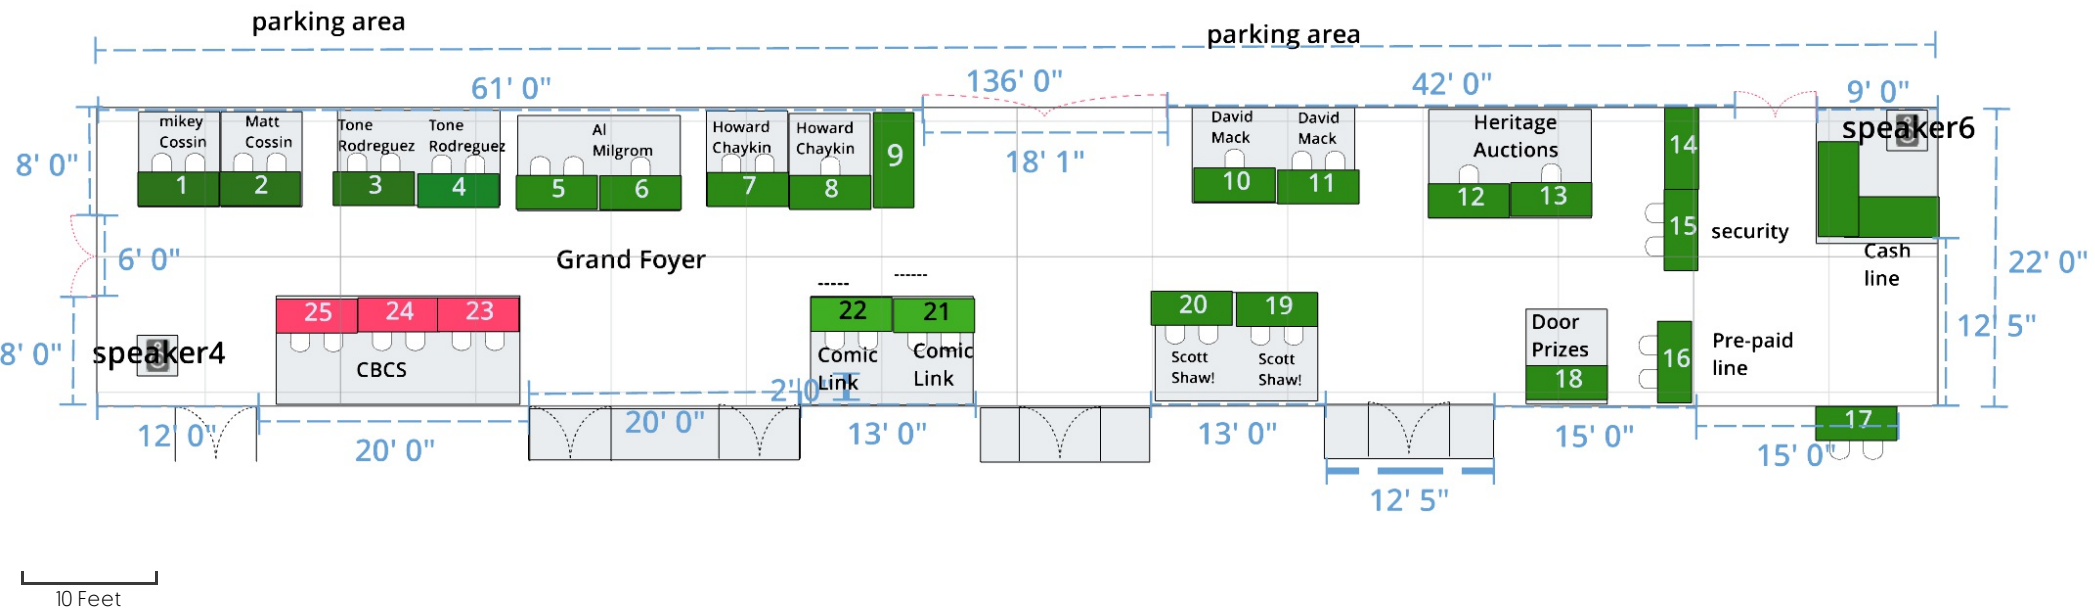 parking area
parking area
61' 0"
136' 0"
42' 0"
9' 0"
mikey
Cossin
Matt
Cossin
Tone
Rodreguez
Tone
Rodreguez
Al
Milgrom
Howard
Chaykin
Howard
Chaykin
9
18' 1"
David
Mack
David
Mack
Heritage
Auctions
14
speaker6
8' 0"
1
2
3
4
5
6
7
8
10
11
12
13
15
security
6' 0"
Grand Foyer
Cash
line
22' 0"
-----
------
25
24
23
22
21
20
19
12' 5"
8' 0"
speaker4
CBCS
Comic
Link
Comic
Link
Scott
Shaw!
Scott
Shaw!
Door
Prizes
18
16
Pre-paid
line
2' 0"
12' 0"
20' 0"
20' 0"
13' 0"
13' 0"
12' 5"
15' 0"
17
15' 0"
10 Feet